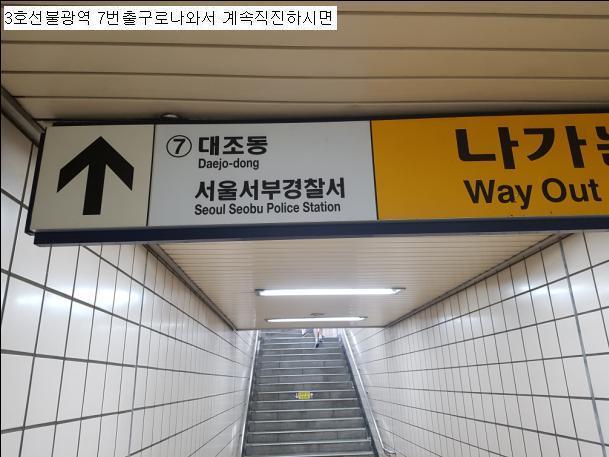 3호선불광역 7번출구로나와서 계속직진하시면
⑦ 대조동
Daejo-dong
서울서부경찰서
Seoul Seobu Police Station
나가는
Way Out